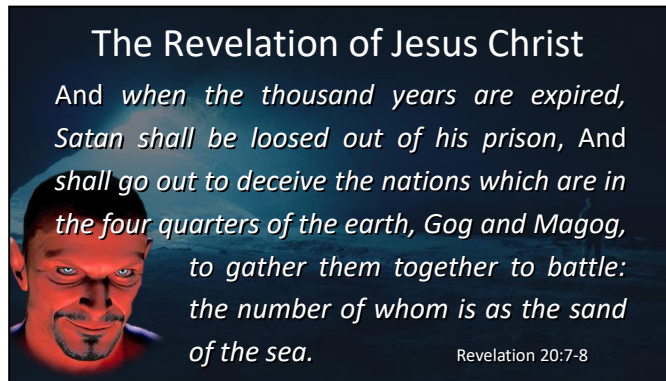 The Revelation of Jesus Christ
And when the thousand years are expired,
Satan shall be loosed out of his prison, And
shall go out to deceive the nations which are in
the four quarters of the earth, Gog and Magog,
to gather them together to battle:
the number of whom is as the sand
of the sea. Revelation 20:7-8